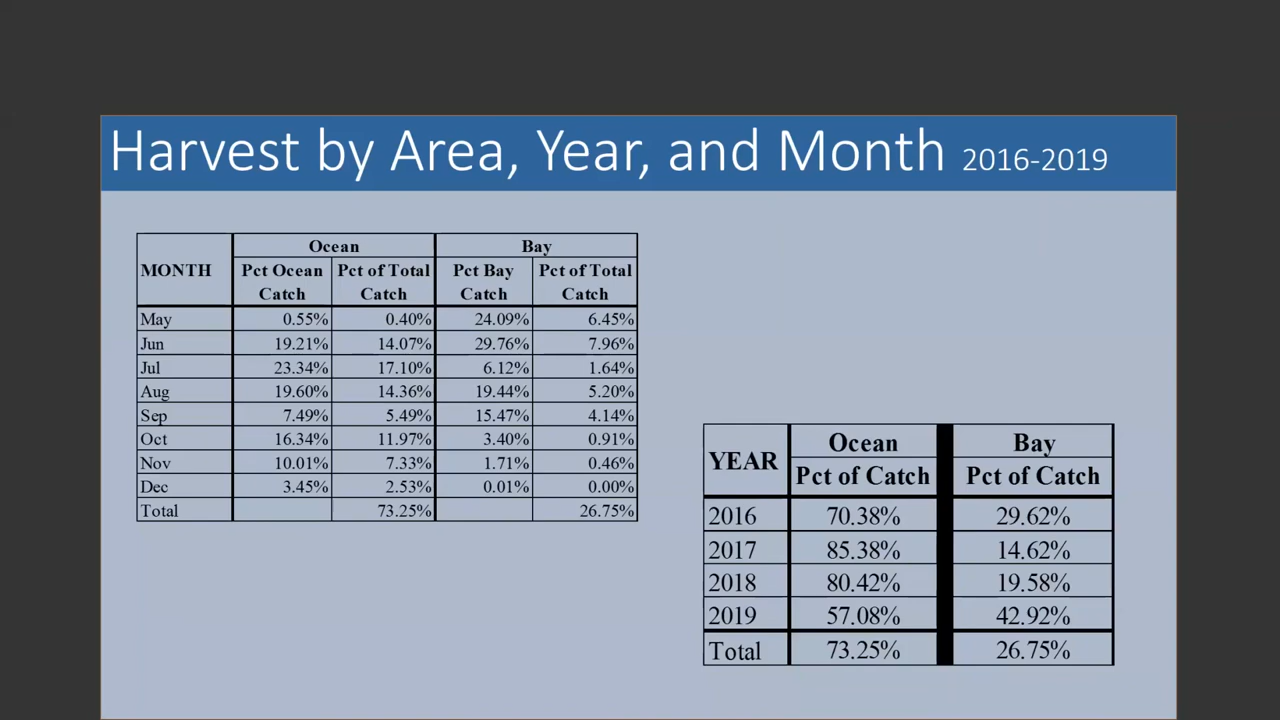 Harvest by Area, Year, and Month 2016-2019
Ocean Bay
MONTH Pct Ocean Catch Pct of Total Catch Pct Bay Catch Pct of Total Catch
May 0.55% 0.40% 24.09% 6.45%
Jun 19.21% 14.07% 29.76% 7.96%
Jul 23.34% 17.10% 6.12% 1.64%
Aug 19.60% 14.36% 19.44% 5.20%
Sep 7.49% 5.49% 15.47% 4.14%
Oct 16.34% 11.97% 3.40% 0.91%
Nov 10.01% 7.33% 1.71% 0.46%
Dec 3.45% 2.53% 0.01% 0.00%
Total 73.25% 26.75%
Ocean Bay
YEAR Pct of Catch Pct of Catch
2016 70.38% 29.62%
2017 85.38% 14.62%
2018 80.42% 19.58%
2019 57.08% 42.92%
Total 73.25% 26.75%